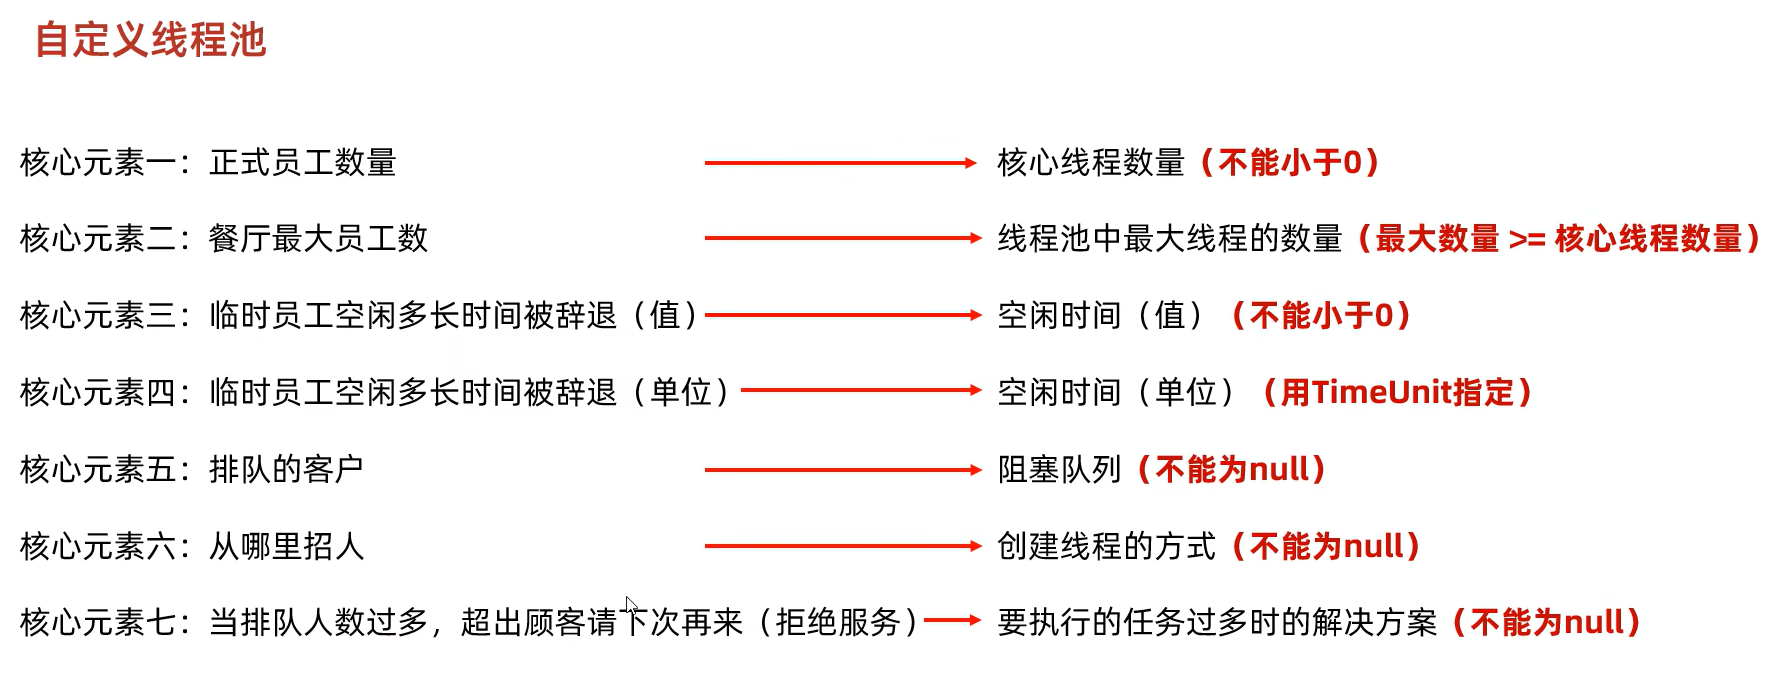 自定义线程池
核心元素一：正式员工数量 核心线程数量（不能小于0）
核心元素二：餐厅最大员工数 线程池中最大线程的数量（最大数量 >= 核心线程数量）
核心元素三：临时员工空闲多长时间被辞退（值） 空闲时间（值）（不能小于0）
核心元素四：临时员工空闲多长时间被辞退（单位） 空闲时间（单位）（用TimeUnit指定）
核心元素五：排队的客户 阻塞队列（不能为null）
核心元素六：从哪里招人 创建线程的方式（不能为null）
核心元素七：当排队人数过多，超出顾客请下次再来（拒绝服务） 要执行的任务过多时的解决方案（不能为null）